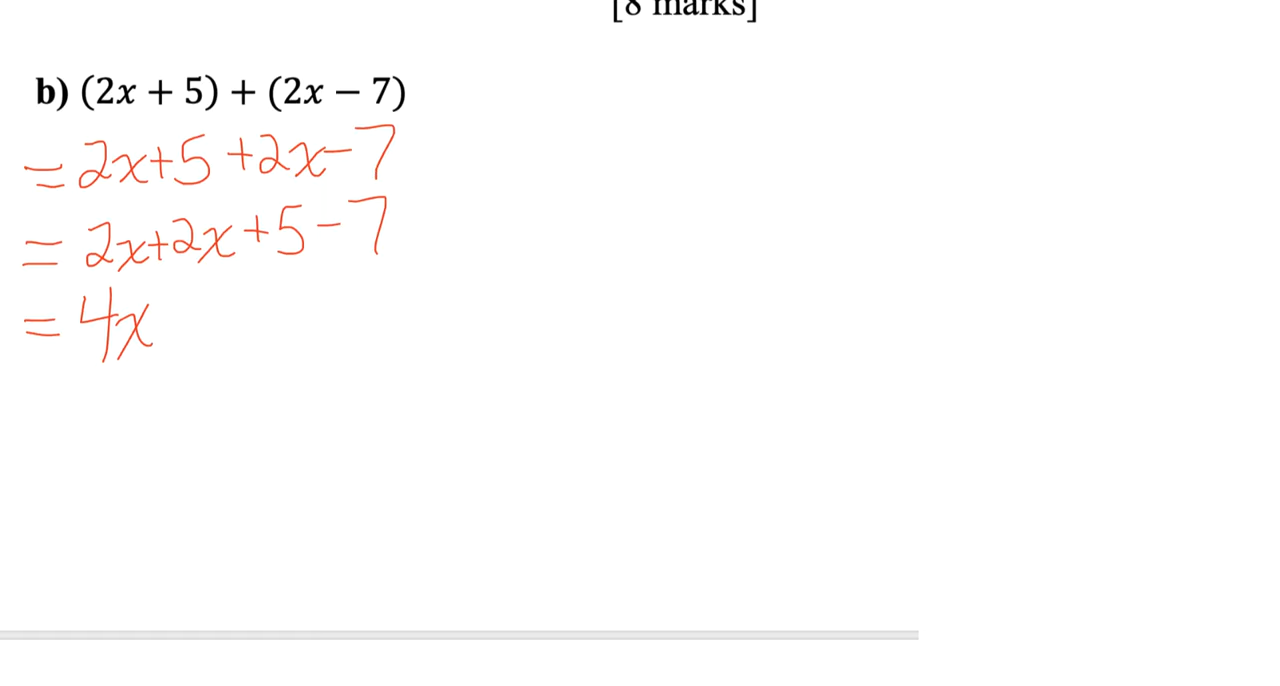 [8 marks]
b) (2x + 5) + (2x − 7)
= 2x+5 +2x-7
= 2x+2x+5-7
= 4x